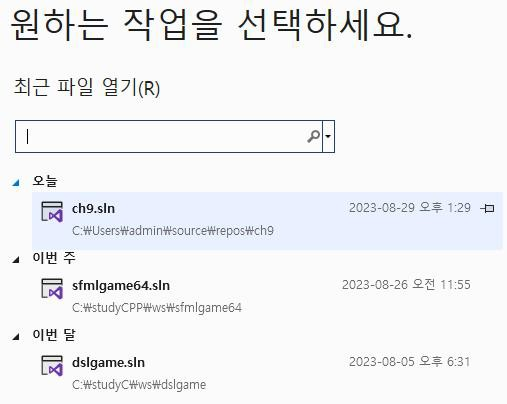 원하는 작업을 선택하세요.
최근 파일 열기(R)
오늘
ch9.sln 2023-08-29 오후 1:29
C:₩Users₩admin₩source₩repos₩ch9
이번 주
sfmlgame64.sln 2023-08-26 오전 11:55
C:₩studyCPP₩ws₩sfmlgame64
이번 달
dslgame.sln 2023-08-05 오후 6:31
C:₩studyC₩ws₩dslgame